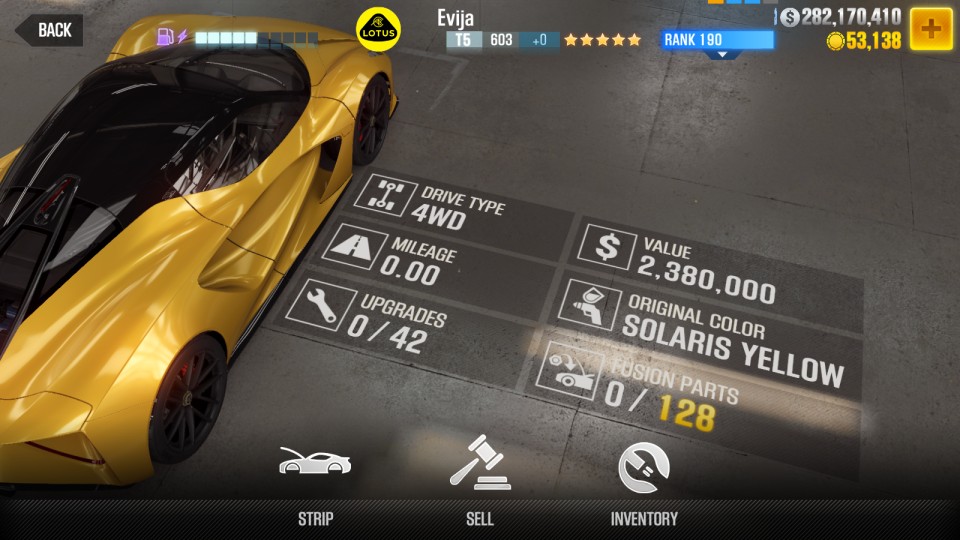 BACK
LOTUS
Evija
T5 603 +0
RANK 190
282,170,410
53,138
DRIVE TYPE
4WD
MILEAGE
0.00
UPGRADES
0 / 42
VALUE
2,380,000
ORIGINAL COLOR
SOLARIS YELLOW
FUSION PARTS
0 / 128
STRIP
SELL
INVENTORY